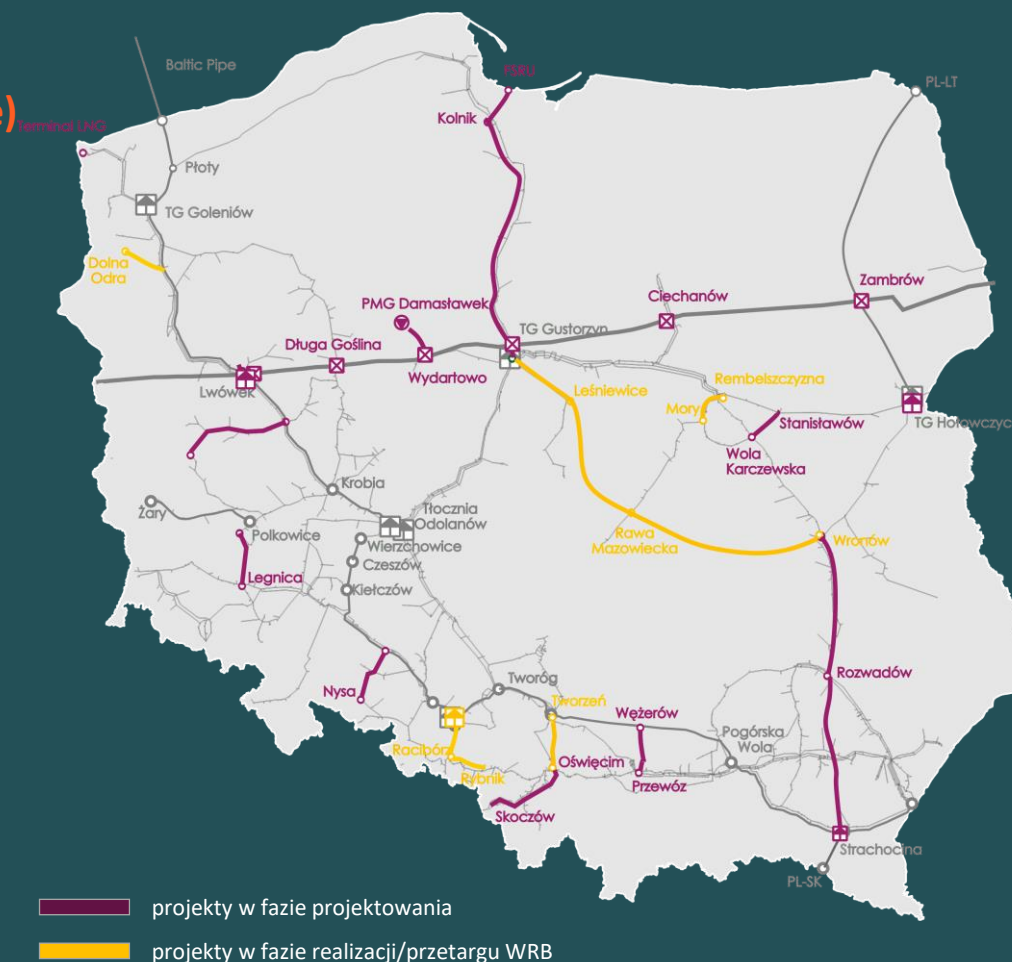 Baltic Pipe
e)
Terminal LNG
FSRU
Kolnik
PL-LT
Płoty
TG Goleniów
Dolna
Odra
PMG Damasławek
Ciechanów
Zambrów
Długa Goślina
TG Gustorzyn
Wydartowo
Lwówek
Leśniewice
Rembelszczyzna
Mory
Stanisławów
TG Hołowczyc
Wola
Karczewska
Krobia
Żary
Tłocznia
Odolanów
Polkowice
Wierzchowice
Czeszów
Rawa
Mazowiecka
Wronów
Legnica
Kiełczów
Nysa
Tworóg
Tworzeń
Wężerów
Rozwadów
Pogórska
Wola
Racibórz
Rybnik
Oświęcim
Przewóz
Skoczów
Strachocina
PL-SK
projekty w fazie projektowania
projekty w fazie realizacji/przetargu WRB